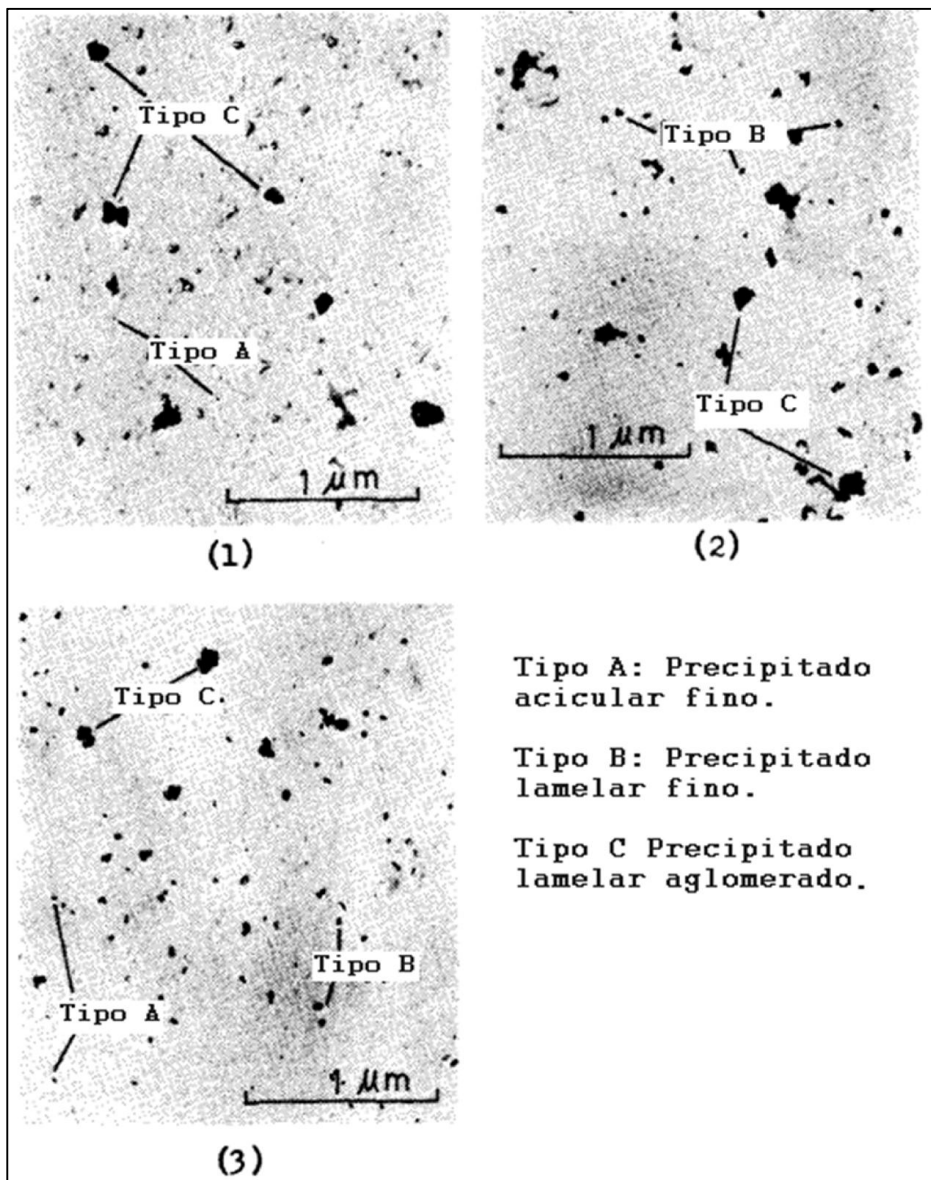 Tipo C
Tipo A
1 μm
(1)
Tipo B
Tipo C
1 μm
(2)
Tipo C.
Tipo A
Tipo B
1 μm
(3)
Tipo A: Precipitado
acicular fino.
Tipo B: Precipitado
lamelar fino.
Tipo C Precipitado
lamelar aglomerado.